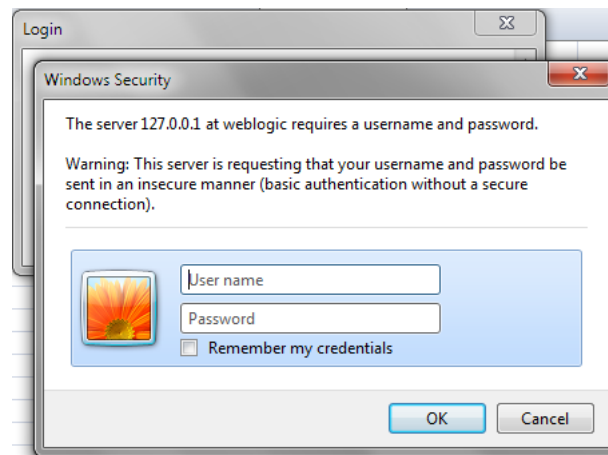 Login
Windows Security
The server 127.0.0.1 at weblogic requires a username and password.
Warning: This server is requesting that your username and password be
sent in an insecure manner (basic authentication without a secure
connection).
User name
Password
Remember my credentials
OK
Cancel